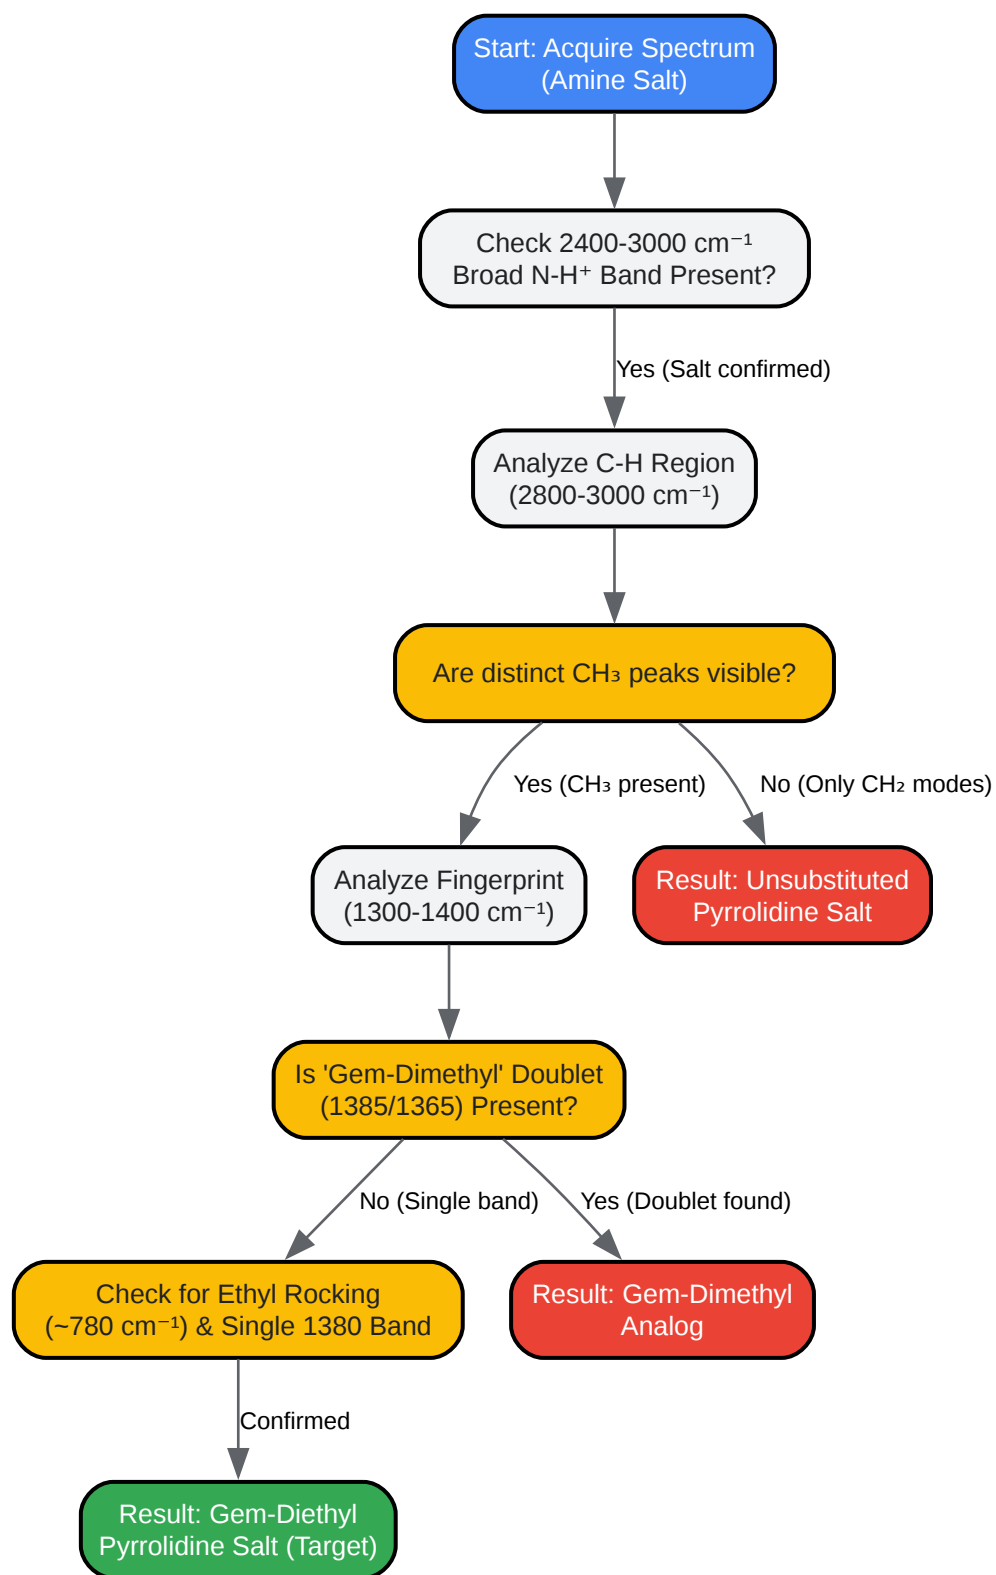 Start: Acquire Spectrum
(Amine Salt)
Check 2400-3000 cm⁻¹
Broad N-H⁺ Band Present?
Yes (Salt confirmed)
Analyze C-H Region
(2800-3000 cm⁻¹)
Are distinct CH₃ peaks visible?
Yes (CH₃ present)
No (Only CH₂ modes)
Analyze Fingerprint
(1300-1400 cm⁻¹)
Result: Unsubstituted
Pyrrolidine Salt
Is 'Gem-Dimethyl' Doublet
(1385/1365) Present?
No (Single band)
Yes (Doublet found)
Check for Ethyl Rocking
(~780 cm⁻¹) & Single 1380 Band
Result: Gem-Dimethyl
Analog
Confirmed
Result: Gem-Diethyl
Pyrrolidine Salt (Target)